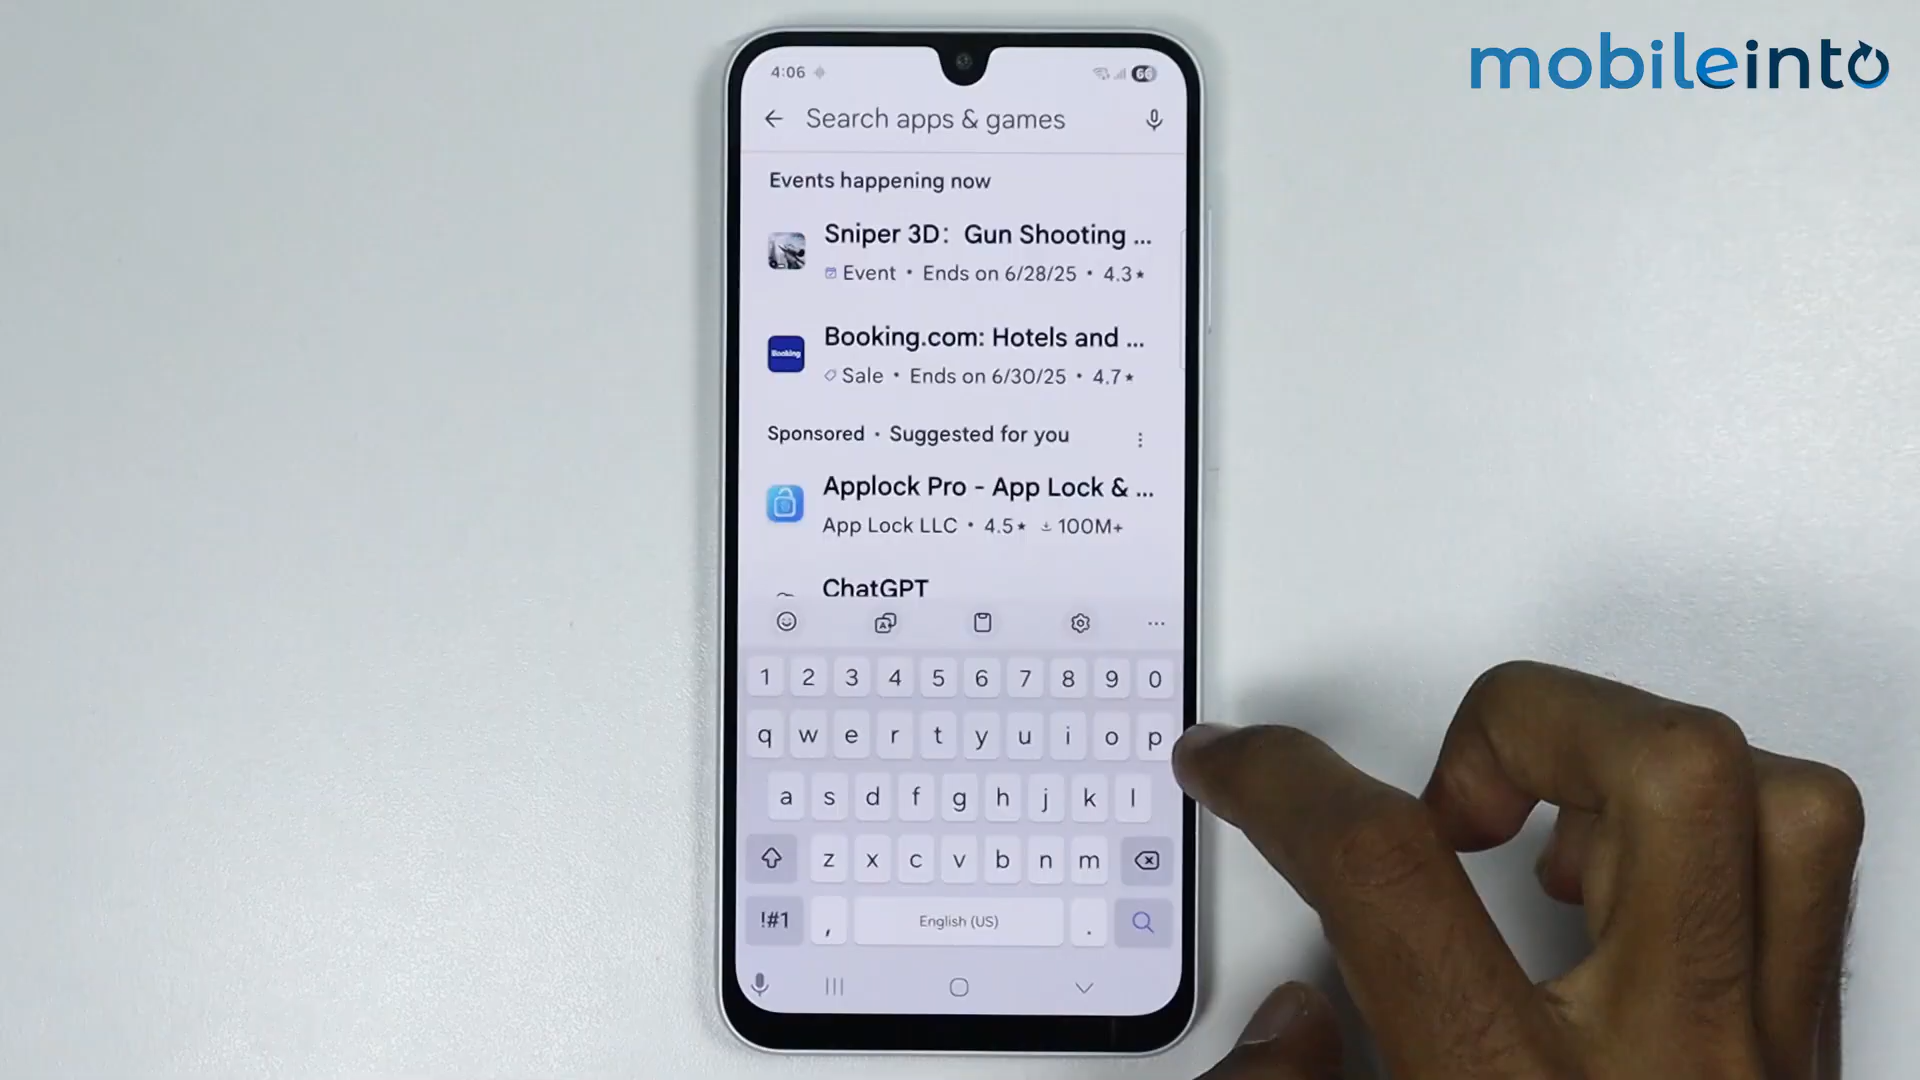 mobileinto
4:06
66
Search apps & games
Events happening now
Sniper 3D: Gun Shooting ...
Event • Ends on 6/28/25 • 4.3★
Booking
Booking.com: Hotels and ...
Sale • Ends on 6/30/25 • 4.7★
Sponsored • Suggested for you
Applock Pro - App Lock & ...
App Lock LLC • 4.5★ 100M+
ChatGPT
1 2 3 4 5 6 7 8 9 0
q w e r t y u i o p
a s d f g h j k l
z x c v b n m
!#1 , English (US) .